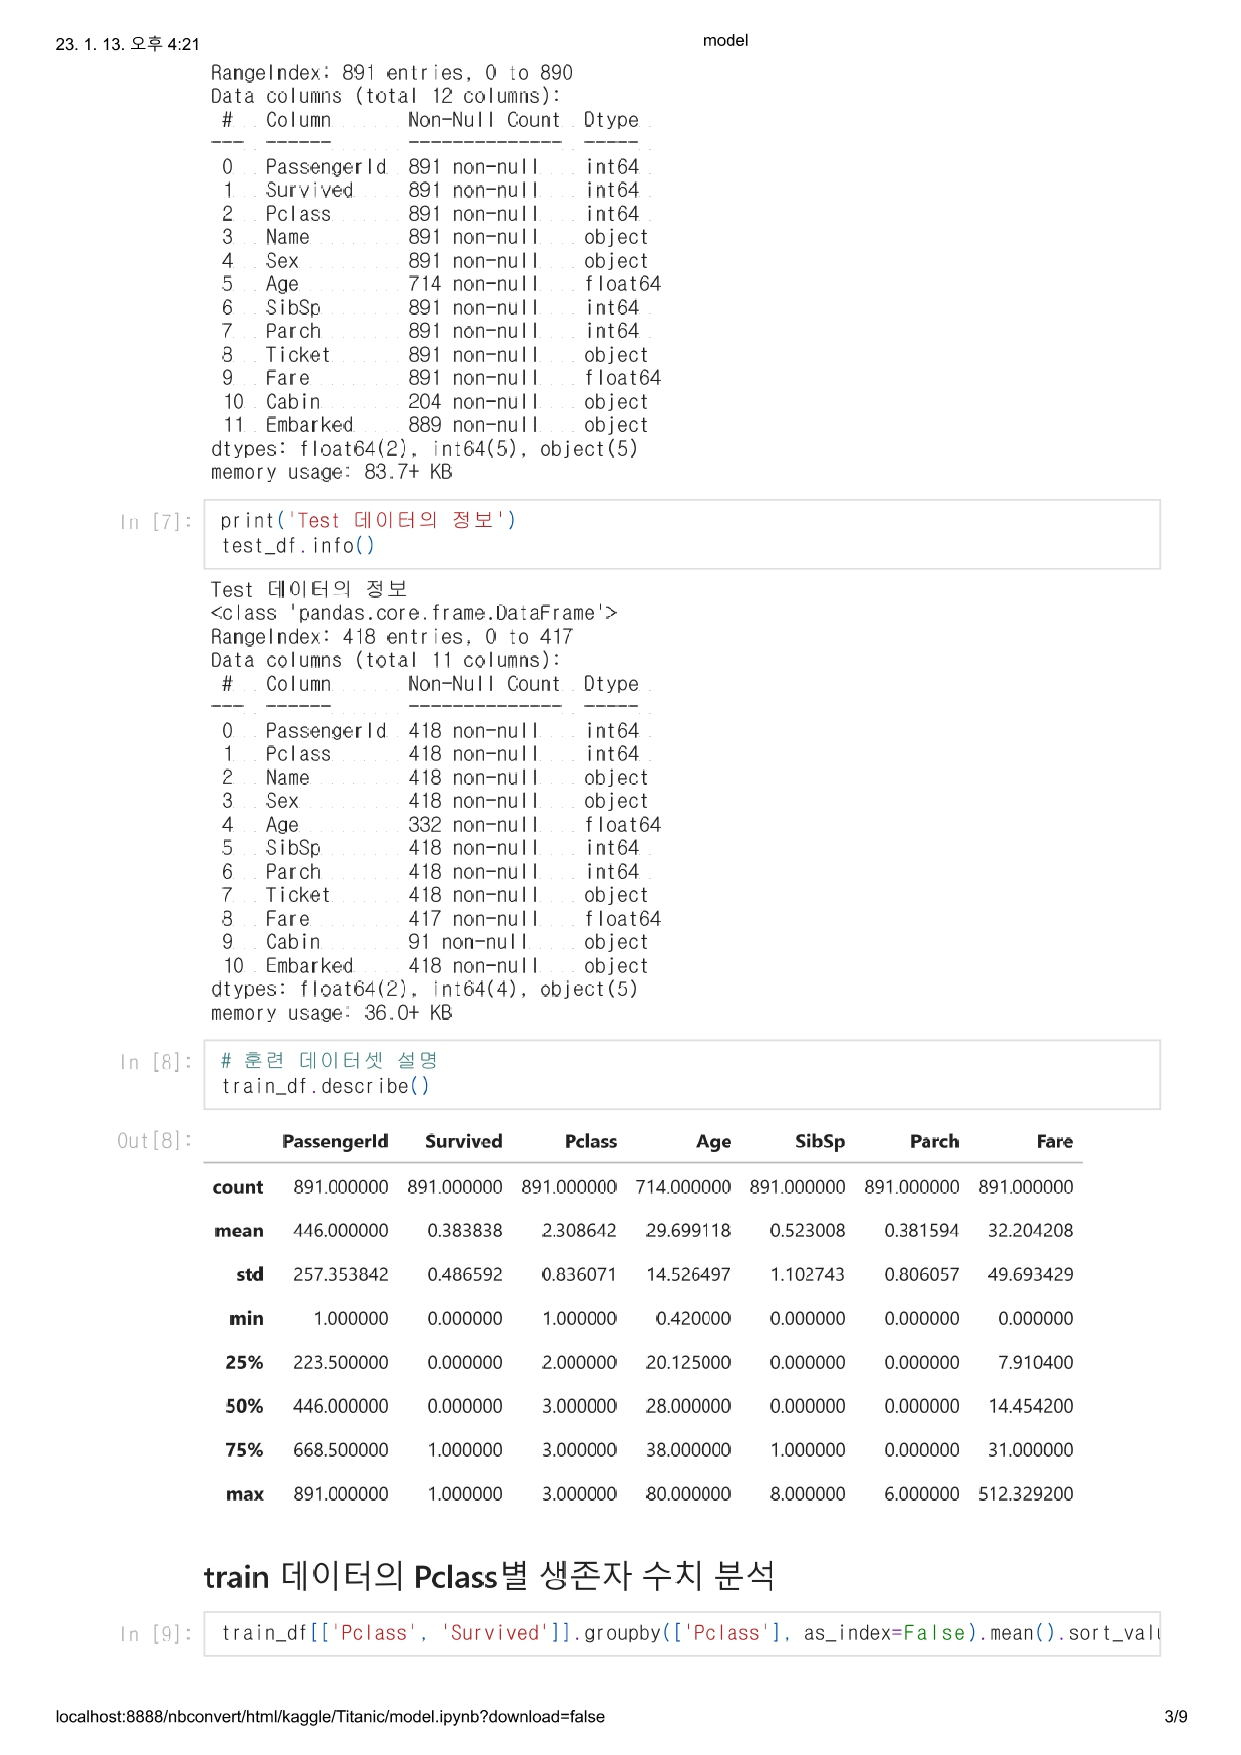 23. 1. 13. 오후 4:21
model
RangeIndex: 891 entries, 0 to 890
Data columns (total 12 columns):
# Column Non-Null Count Dtype
--- ------ -------------- -----
0 PassengerId 891 non-null int64
1 Survived 891 non-null int64
2 Pclass 891 non-null int64
3 Name 891 non-null object
4 Sex 891 non-null object
5 Age 714 non-null float64
6 SibSp 891 non-null int64
7 Parch 891 non-null int64
8 Ticket 891 non-null object
9 Fare 891 non-null float64
10 Cabin 204 non-null object
11 Embarked 889 non-null object
dtypes: float64(2), int64(5), object(5)
memory usage: 83.7+ KB
In [7]: print('Test 데이터의 정보')
test_df.info()
Test 데이터의 정보
<class 'pandas.core.frame.DataFrame'>
RangeIndex: 418 entries, 0 to 417
Data columns (total 11 columns):
# Column Non-Null Count Dtype
--- ------ -------------- -----
0 PassengerId 418 non-null int64
1 Pclass 418 non-null int64
2 Name 418 non-null object
3 Sex 418 non-null object
4 Age 332 non-null float64
5 SibSp 418 non-null int64
6 Parch 418 non-null int64
7 Ticket 418 non-null object
8 Fare 417 non-null float64
9 Cabin 91 non-null object
10 Embarked 418 non-null object
dtypes: float64(2), int64(4), object(5)
memory usage: 36.0+ KB
In [8]: # 훈련 데이터셋 설명
train_df.describe()
Out[8]: PassengerId Survived Pclass Age SibSp Parch Fare
count 891.000000 891.000000 891.000000 714.000000 891.000000 891.000000 891.000000
mean 446.000000 0.383838 2.308642 29.699118 0.523008 0.381594 32.204208
std 257.353842 0.486592 0.836071 14.526497 1.102743 0.806057 49.693429
min 1.000000 0.000000 1.000000 0.420000 0.000000 0.000000 0.000000
25% 223.500000 0.000000 2.000000 20.125000 0.000000 0.000000 7.910400
50% 446.000000 0.000000 3.000000 28.000000 0.000000 0.000000 14.454200
75% 668.500000 1.000000 3.000000 38.000000 1.000000 0.000000 31.000000
max 891.000000 1.000000 3.000000 80.000000 8.000000 6.000000 512.329200
train 데이터의 Pclass별 생존자 수치 분석
In [9]: train_df[['Pclass', 'Survived']].groupby(['Pclass'], as_index=False).mean().sort_valu
localhost:8888/nbconvert/html/kaggle/Titanic/model.ipynb?download=false
3/9